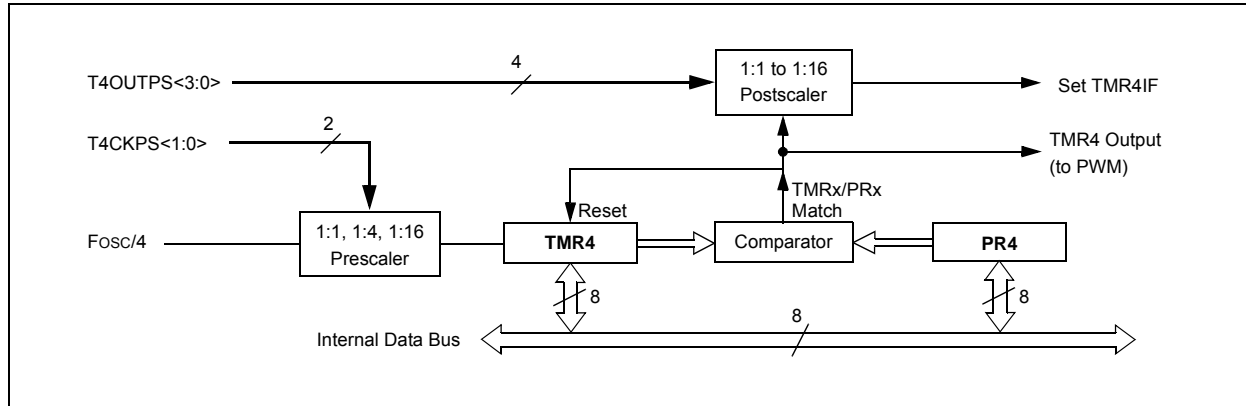 T4OUTPS<3:0>
4
1:1 to 1:16
Postscaler
Set TMR4IF
T4CKPS<1:0>
2
TMR4 Output
(to PWM)
TMRx/PRx
Match
Reset
FOSC/4
1:1, 1:4, 1:16
Prescaler
TMR4
Comparator
PR4
8
8
8
Internal Data Bus